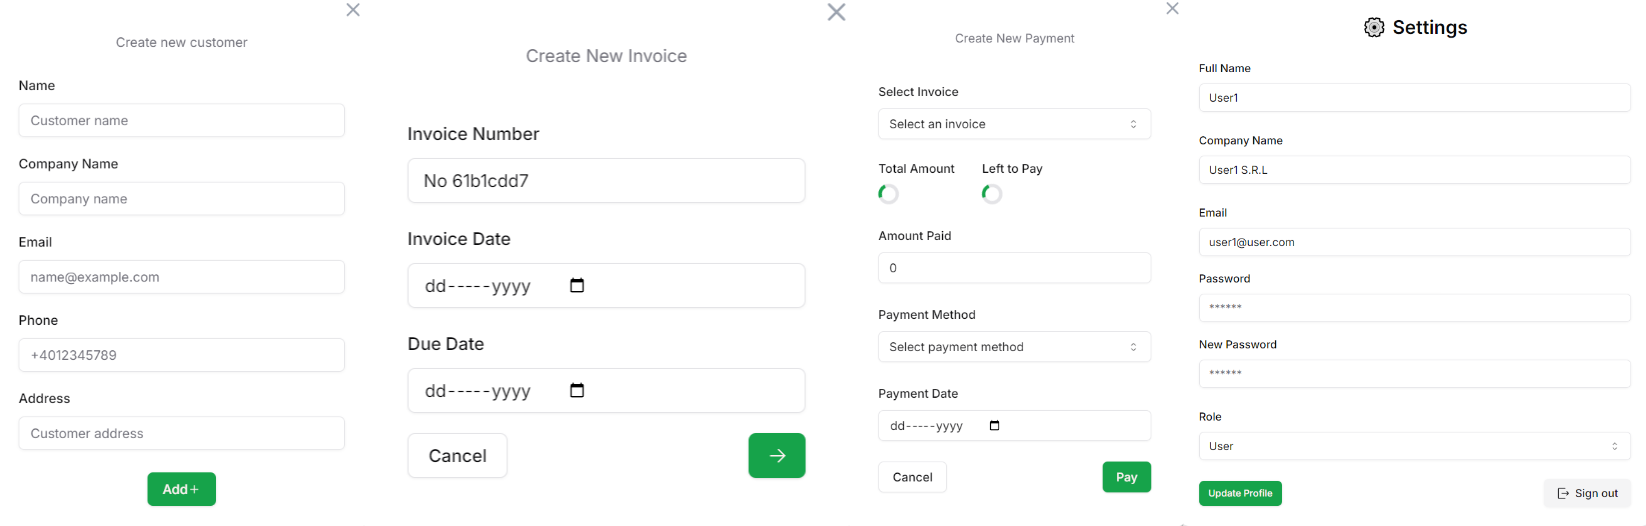 Create new customer
Name
Customer name
Company Name
Company name
Email
name@example.com
Phone
+4012345789
Address
Customer address
Add+
Create New Invoice
Invoice Number
No 61b1cdd7
Invoice Date
dd-----yyyy
Due Date
dd-----yyyy
Cancel
Create New Payment
Select Invoice
Select an invoice
Total Amount Left to Pay
Amount Paid
0
Payment Method
Select payment method
Payment Date
dd-----yyyy
Cancel Pay
Settings
Full Name
User1
Company Name
User1 S.R.L
Email
user1@user.com
Password
******
New Password
******
Role
User
Update Profile Sign out